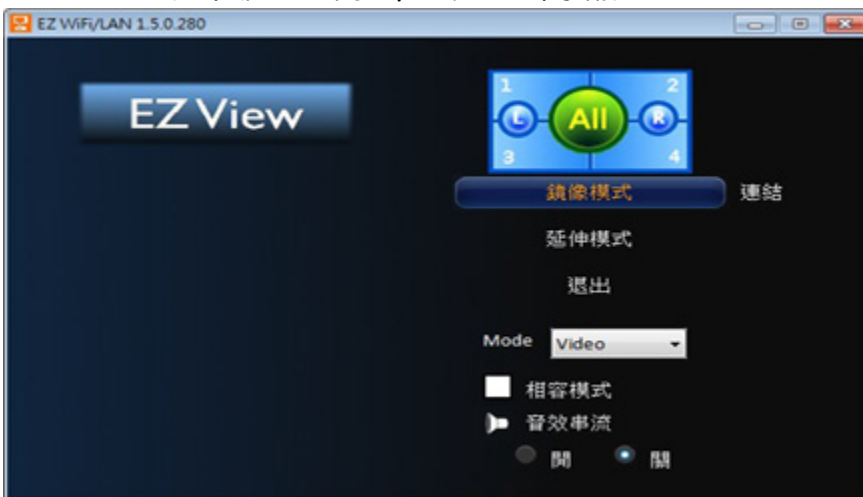 EZ WiFi/LAN 1.5.0.280
EZ View
1 2
L All R
3 4
鏡像模式 連結
延伸模式
退出
Mode Video
相容模式
音效串流
開 關